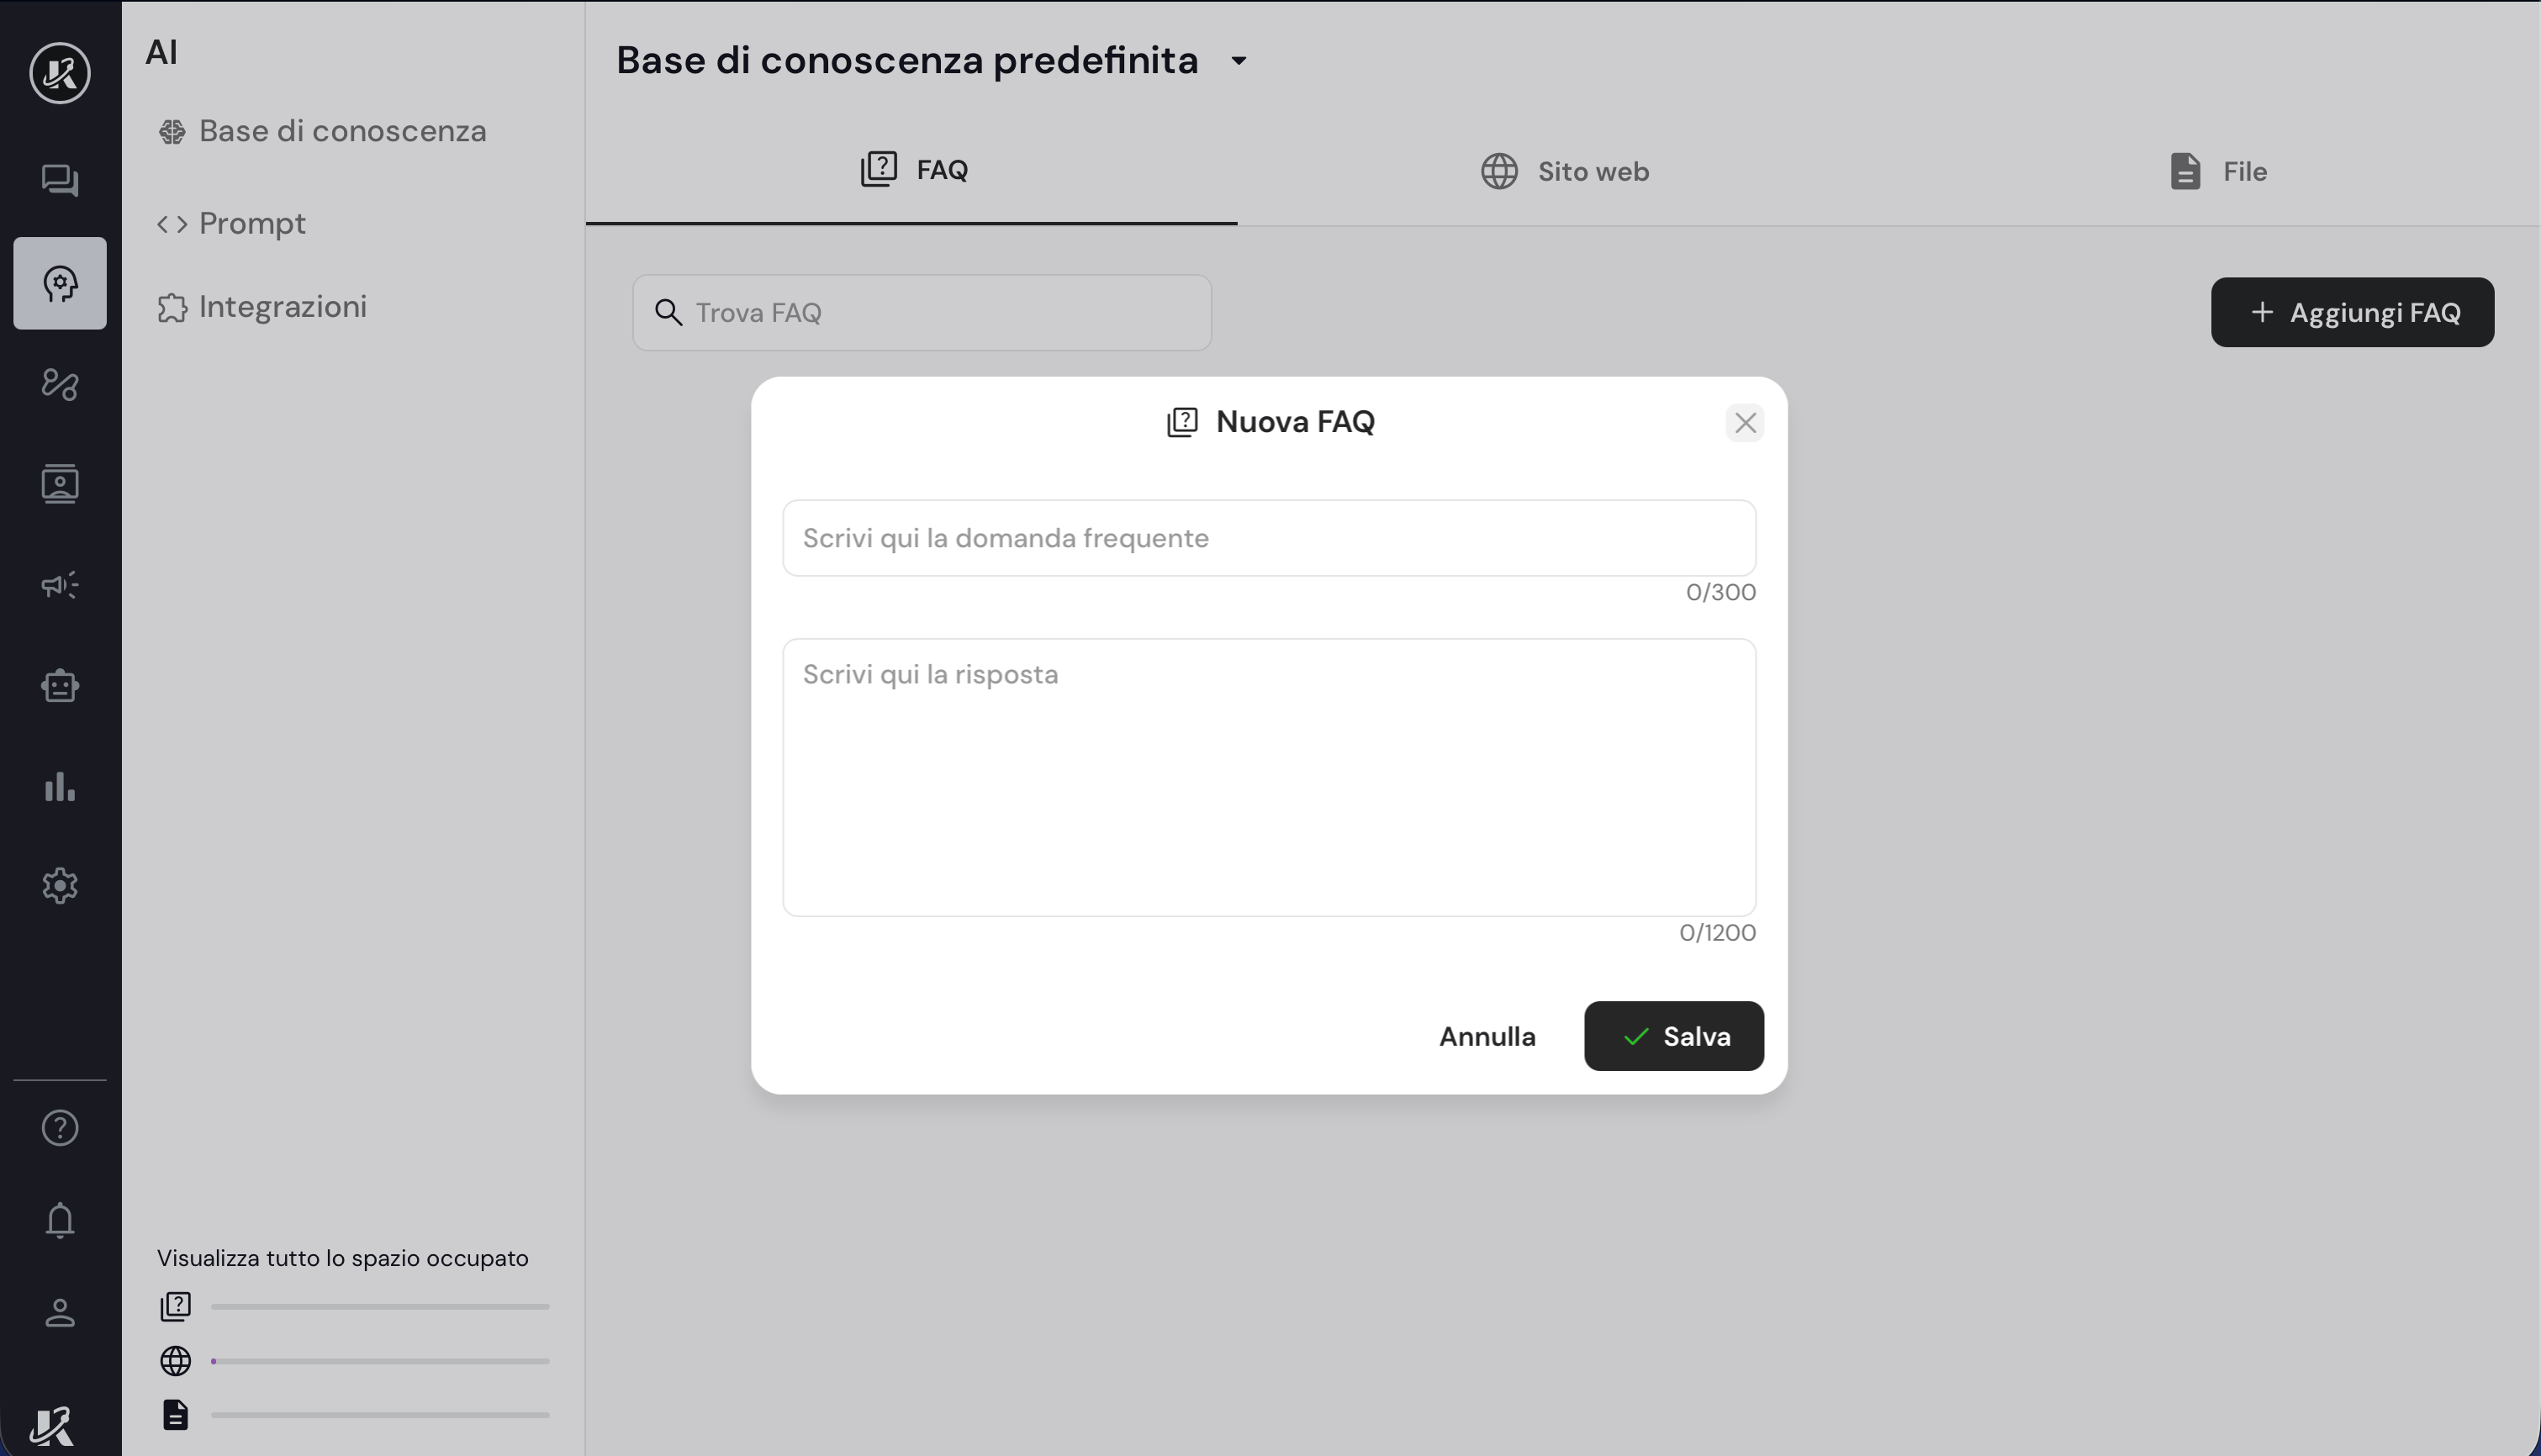 AI
Base di conoscenza
Prompt
Integrazioni
Visualizza tutto lo spazio occupato
Base di conoscenza predefinita
FAQ
Sito web
File
Trova FAQ
Aggiungi FAQ
Nuova FAQ
Scrivi qui la domanda frequente
0/300
Scrivi qui la risposta
0/1200
Annulla
Salva